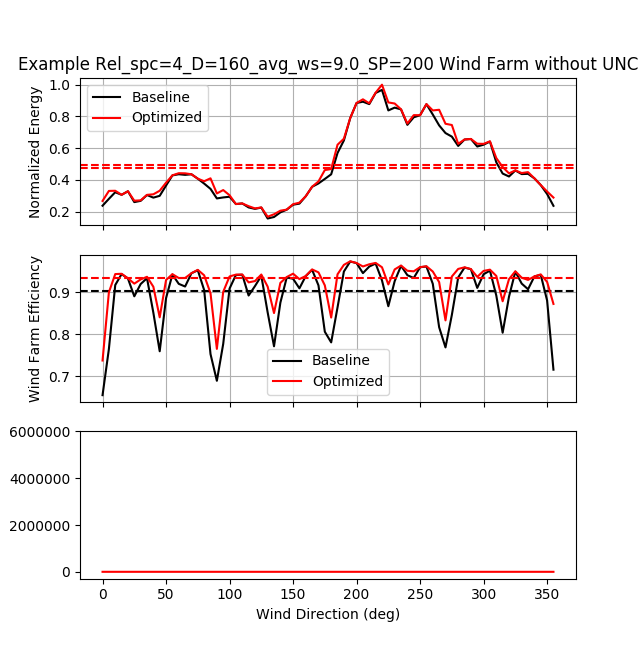 Example Rel_spc=4_D=160_avg_ws=9.0_SP=200 Wind Farm without UNC
Normalized Energy
1.0
0.8
0.6
0.4
0.2
Baseline
Optimized
Wind Farm Efficiency
0.9
0.8
0.7
Baseline
Optimized
6000000
4000000
2000000
0
0 50 100 150 200 250 300 350
Wind Direction (deg)